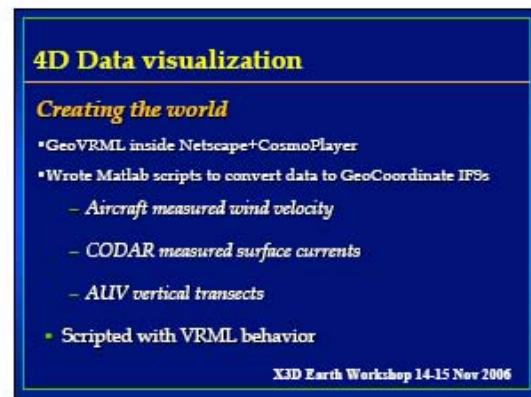 4D Data visualization
Creating the world
▪GeoVRML inside Netscape+CosmoPlayer
▪Wrote Matlab scripts to convert data to GeoCoordinate IFSs
– Aircraft measured wind velocity
– CODAR measured surface currents
– AUV vertical transects
▪ Scripted with VRML behavior
X3D Earth Workshop 14-15 Nov 2006